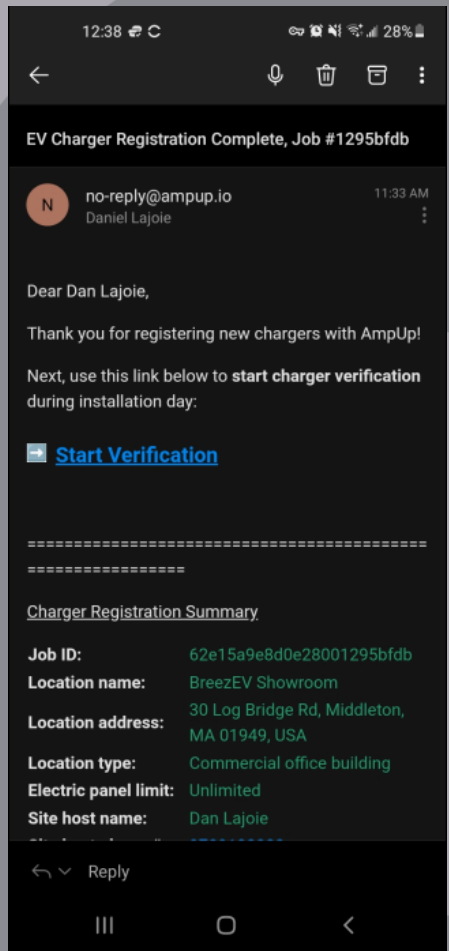 12:38
28%
EV Charger Registration Complete, Job #1295bfdb
N
no-reply@ampup.io
11:33 AM
Daniel Lajoie
Dear Dan Lajoie,
Thank you for registering new chargers with AmpUp!
Next, use this link below to start charger verification
during installation day:
Start Verification
===========================================
=================
Charger Registration Summary
Job ID: 62e15a9e8d0e28001295bfdb
Location name: BreezEV Showroom
Location address: 30 Log Bridge Rd, Middleton,
MA 01949, USA
Location type: Commercial office building
Electric panel limit: Unlimited
Site host name: Dan Lajoie
Reply